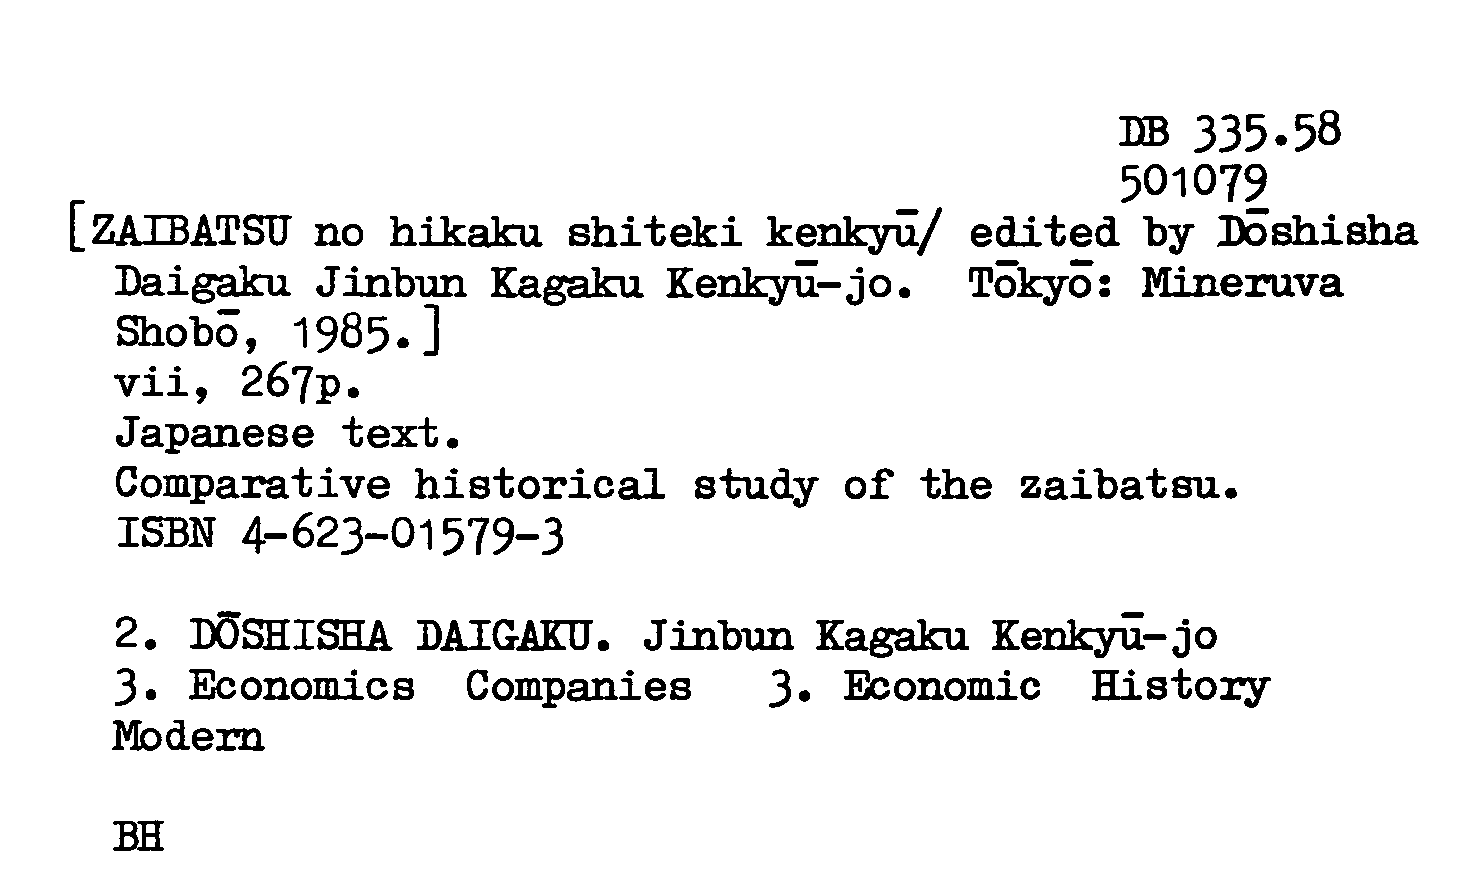 DB 335.58
501079
[ZAIBATSU no hikaku shiteki kenkyū/ edited by Dōshisha
Daigaku Jinbun Kagaku Kenkyū-jo. Tōkyō: Mineruva
Shobō, 1985.]
vii, 267p.
Japanese text.
Comparative historical study of the zaibatsu.
ISBN 4-623-01579-3
2. DŌSHISHA DAIGAKU. Jinbun Kagaku Kenkyū-jo
3. Economics Companies 3. Economic History
Modern
BH